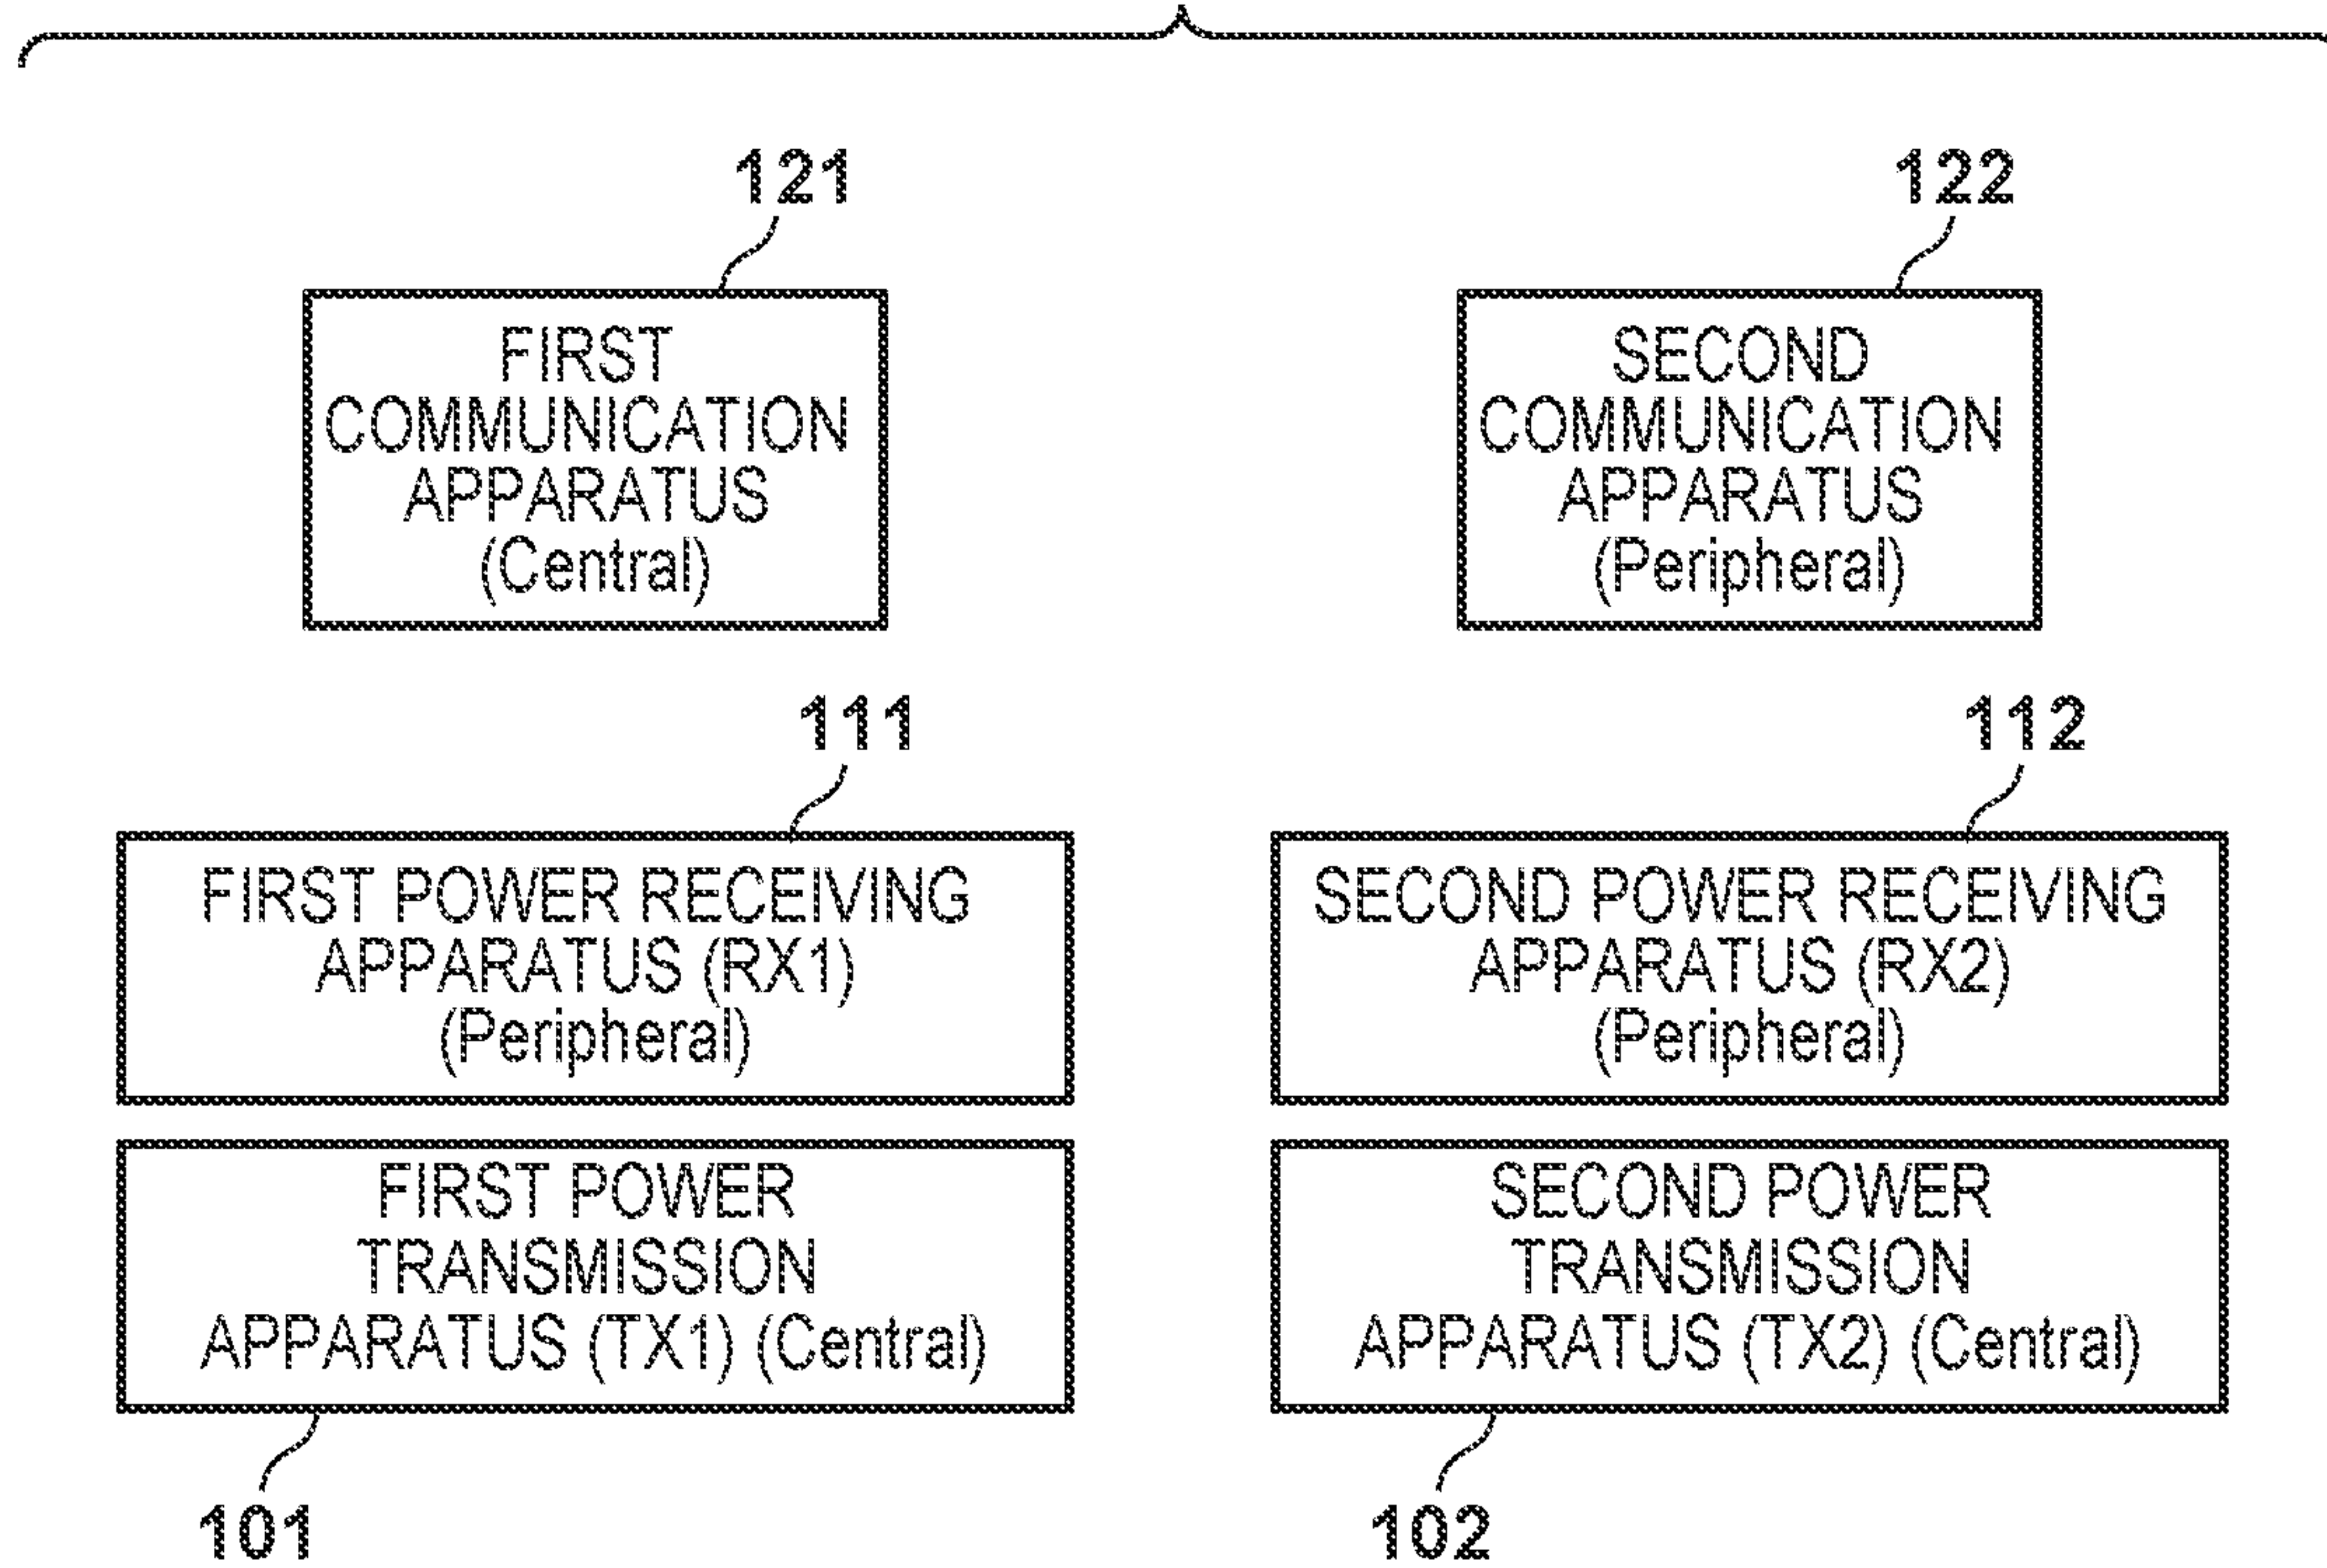 121
FIRST
COMMUNICATION
APPARATUS
(Central)
122
SECOND
COMMUNICATION
APPARATUS
(Peripheral)
111
FIRST POWER RECEIVING
APPARATUS (RX1)
(Peripheral)
112
SECOND POWER RECEIVING
APPARATUS (RX2)
(Peripheral)
FIRST POWER
TRANSMISSION
APPARATUS (TX1) (Central)
101
SECOND POWER
TRANSMISSION
APPARATUS (TX2) (Central)
102